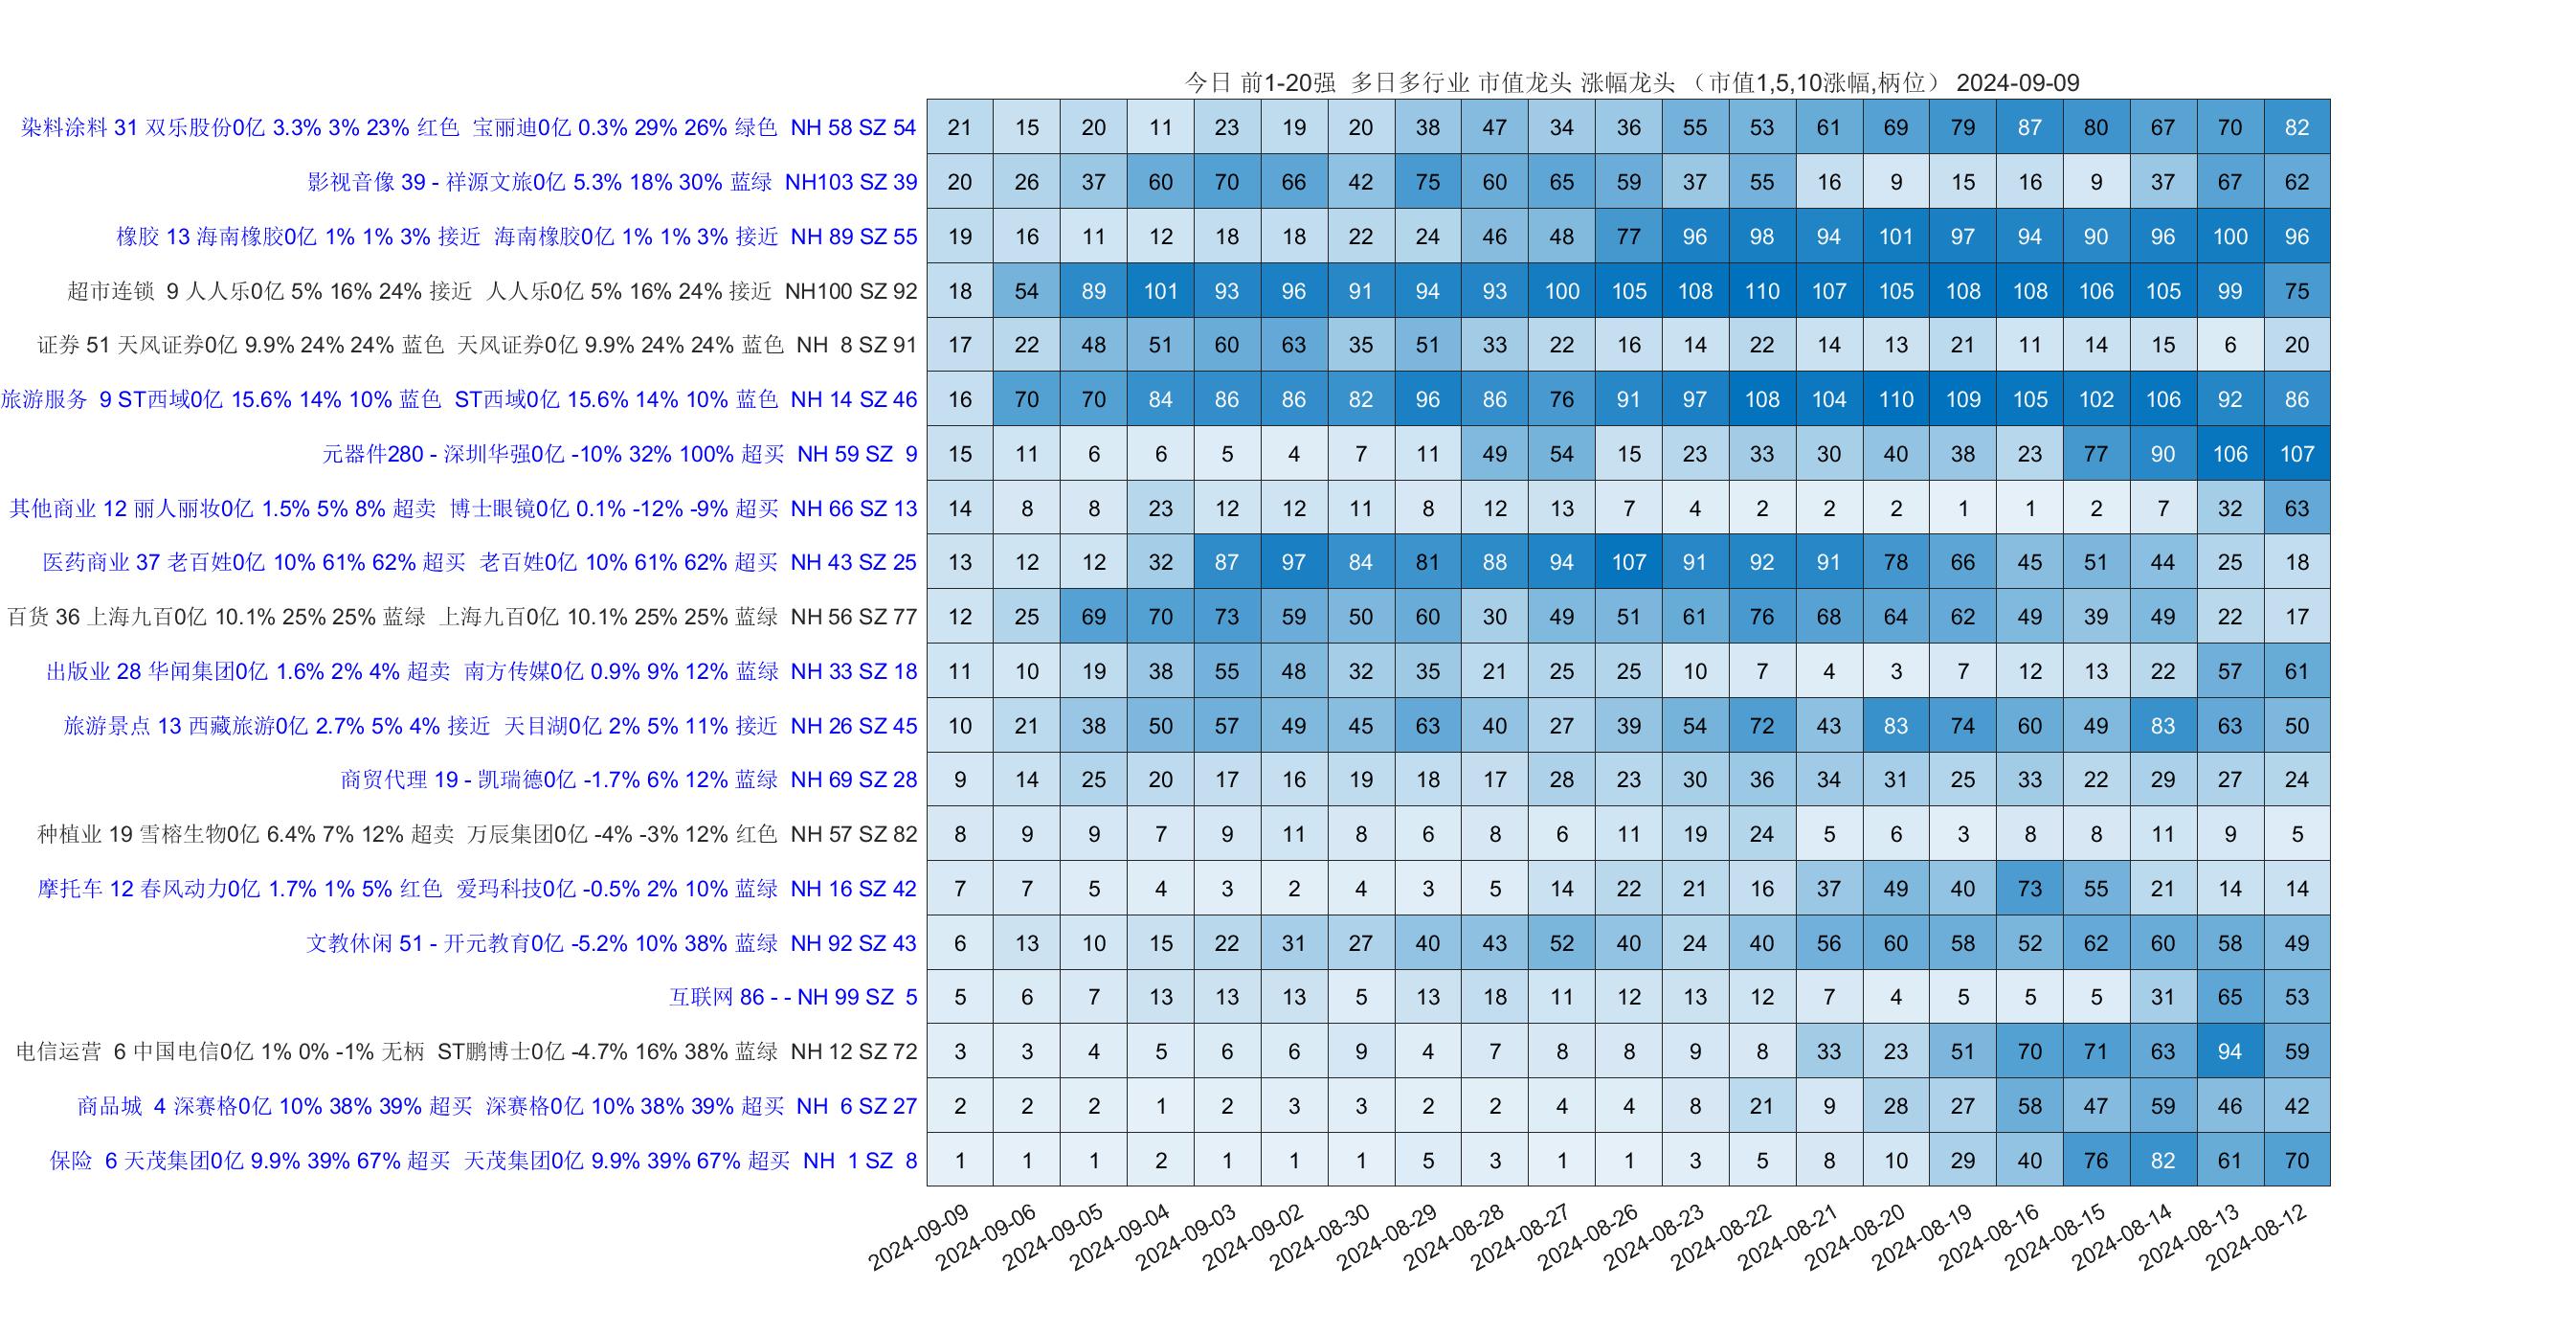 今日 前1-20强 多日多行业 市值龙头 涨幅龙头 （市值1,5,10涨幅,柄位） 2024-09-09
染料涂料 31 双乐股份0亿 3.3% 3% 23% 红色 宝丽迪0亿 0.3% 29% 26% 绿色 NH 58 SZ 54 21 15 20 11 23 19 20 38 47 34 36 55 53 61 69 79 87 80 67 70 82
影视音像 39 - 祥源文旅0亿 5.3% 18% 30% 蓝绿 NH103 SZ 39 20 26 37 60 70 66 42 75 60 65 59 37 55 16 9 15 16 9 37 67 62
橡胶 13 海南橡胶0亿 1% 1% 3% 接近 海南橡胶0亿 1% 1% 3% 接近 NH 89 SZ 55 19 16 11 12 18 18 22 24 46 48 77 96 98 94 101 97 94 90 96 100 96
超市连锁 9 人人乐0亿 5% 16% 24% 接近 人人乐0亿 5% 16% 24% 接近 NH100 SZ 92 18 54 89 101 93 96 91 94 93 100 105 108 110 107 105 108 108 106 105 99 75
证券 51 天风证券0亿 9.9% 24% 24% 蓝色 天风证券0亿 9.9% 24% 24% 蓝色 NH 8 SZ 91 17 22 48 51 60 63 35 51 33 22 16 14 22 14 13 21 11 14 15 6 20
旅游服务 9 ST西域0亿 15.6% 14% 10% 蓝色 ST西域0亿 15.6% 14% 10% 蓝色 NH 14 SZ 46 16 70 70 84 86 86 82 96 86 76 91 97 108 104 110 109 105 102 106 92 86
元器件280 - 深圳华强0亿 -10% 32% 100% 超买 NH 59 SZ 9 15 11 6 6 5 4 7 11 49 54 15 23 33 30 40 38 23 77 90 106 107
其他商业 12 丽人丽妆0亿 1.5% 5% 8% 超卖 博士眼镜0亿 0.1% -12% -9% 超买 NH 66 SZ 13 14 8 8 23 12 12 11 8 12 13 7 4 2 2 2 1 1 2 7 32 63
医药商业 37 老百姓0亿 10% 61% 62% 超买 老百姓0亿 10% 61% 62% 超买 NH 43 SZ 25 13 12 12 32 87 97 84 81 88 94 107 91 92 91 78 66 45 51 44 25 18
百货 36 上海九百0亿 10.1% 25% 25% 蓝绿 上海九百0亿 10.1% 25% 25% 蓝绿 NH 56 SZ 77 12 25 69 70 73 59 50 60 30 49 51 61 76 68 64 62 49 39 49 22 17
出版业 28 华闻集团0亿 1.6% 2% 4% 超卖 南方传媒0亿 0.9% 9% 12% 蓝绿 NH 33 SZ 18 11 10 19 38 55 48 32 35 21 25 25 10 7 4 3 7 12 13 22 57 61
旅游景点 13 西藏旅游0亿 2.7% 5% 4% 接近 天目湖0亿 2% 5% 11% 接近 NH 26 SZ 45 10 21 38 50 57 49 45 63 40 27 39 54 72 43 83 74 60 49 83 63 50
商贸代理 19 - 凯瑞德0亿 -1.7% 6% 12% 蓝绿 NH 69 SZ 28 9 14 25 20 17 16 19 18 17 28 23 30 36 34 31 25 33 22 29 27 24
种植业 19 雪榕生物0亿 6.4% 7% 12% 超卖 万辰集团0亿 -4% -3% 12% 红色 NH 57 SZ 82 8 9 9 7 9 11 8 6 8 6 11 19 24 5 6 3 8 8 11 9 5
摩托车 12 春风动力0亿 1.7% 1% 5% 红色 爱玛科技0亿 -0.5% 2% 10% 蓝绿 NH 16 SZ 42 7 7 5 4 3 2 4 3 5 14 22 21 16 37 49 40 73 55 21 14 14
文教休闲 51 - 开元教育0亿 -5.2% 10% 38% 蓝绿 NH 92 SZ 43 6 13 10 15 22 31 27 40 43 52 40 24 40 56 60 58 52 62 60 58 49
互联网 86 - - NH 99 SZ 5 5 6 7 13 13 13 5 13 18 11 12 13 12 7 4 5 5 5 31 65 53
电信运营 6 中国电信0亿 1% 0% -1% 无柄 ST鹏博士0亿 -4.7% 16% 38% 蓝绿 NH 12 SZ 72 3 3 4 5 6 6 9 4 7 8 8 9 8 33 23 51 70 71 63 94 59
商品城 4 深赛格0亿 10% 38% 39% 超买 深赛格0亿 10% 38% 39% 超买 NH 6 SZ 27 2 2 2 1 2 3 3 2 2 4 4 8 21 9 28 27 58 47 59 46 42
保险 6 天茂集团0亿 9.9% 39% 67% 超买 天茂集团0亿 9.9% 39% 67% 超买 NH 1 SZ 8 1 1 1 2 1 1 1 5 3 1 1 3 5 8 10 29 40 76 82 61 70
2024-09-09 2024-09-06 2024-09-05 2024-09-04 2024-09-03 2024-09-02 2024-08-30 2024-08-29 2024-08-28 2024-08-27 2024-08-26 2024-08-23 2024-08-22 2024-08-21 2024-08-20 2024-08-19 2024-08-16 2024-08-15 2024-08-14 2024-08-13 2024-08-12